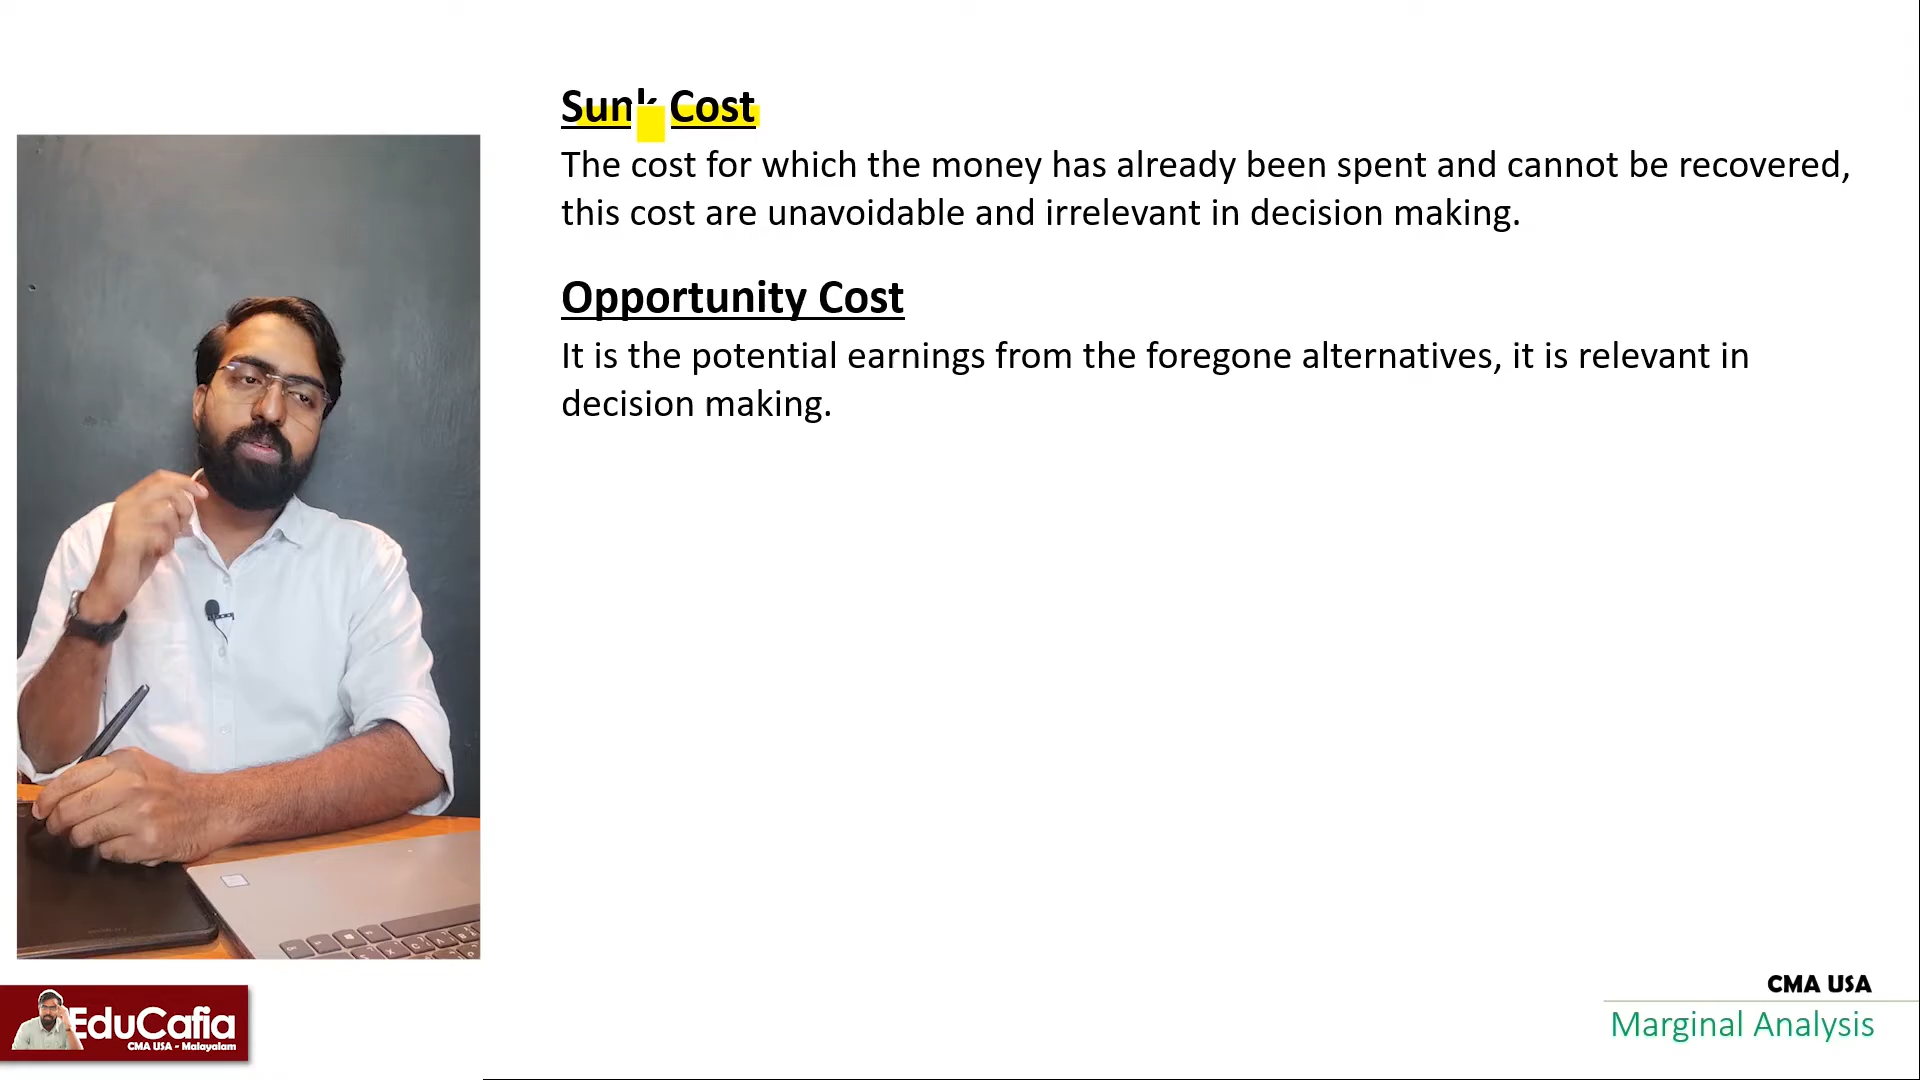 Sunk Cost
The cost for which the money has already been spent and cannot be recovered,
this cost are unavoidable and irrelevant in decision making.
Opportunity Cost
It is the potential earnings from the foregone alternatives, it is relevant in
decision making.
EduCafia
CMA USA - Malayalam
CMA USA
Marginal Analysis